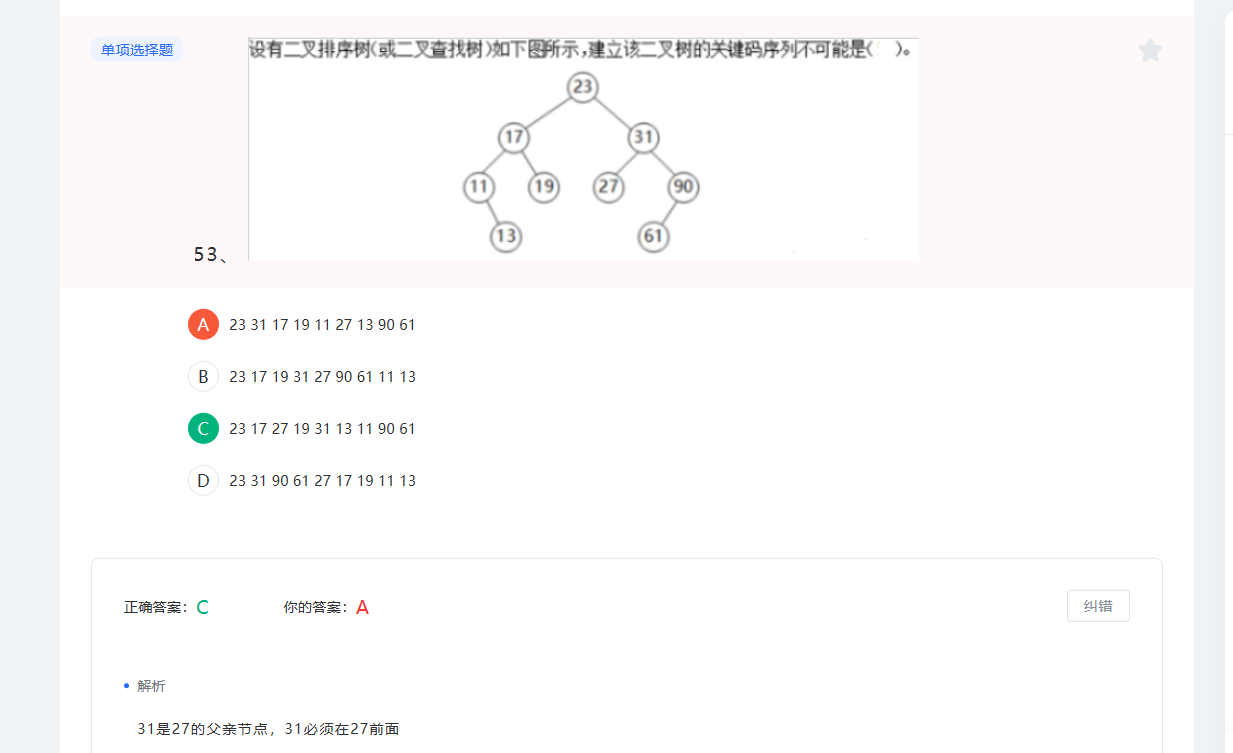 单项选择题
设有二叉排序树(或二叉查找树)如下图所示,建立该二叉树的关键码序列不可能是( )。
23
17 31
11 19 27 90
13 61
53、
A 23 31 17 19 11 27 13 90 61
B 23 17 19 31 27 90 61 11 13
C 23 17 27 19 31 13 11 90 61
D 23 31 90 61 27 17 19 11 13
正确答案: C 你的答案: A 纠错
解析
31是27的父亲节点，31必须在27前面